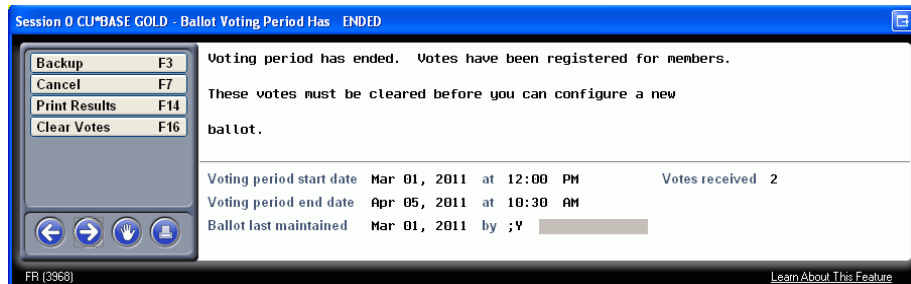 Session 0 CU*BASE GOLD - Ballot Voting Period Has ENDED
Backup F3
Cancel F7
Print Results F14
Clear Votes F16
Voting period has ended. Votes have been registered for members.
These votes must be cleared before you can configure a new
ballot.
Voting period start date Mar 01, 2011 at 12:00 PM Votes received 2
Voting period end date Apr 05, 2011 at 10:30 AM
Ballot last maintained Mar 01, 2011 by ;Y
FR (3968) Learn About This Feature